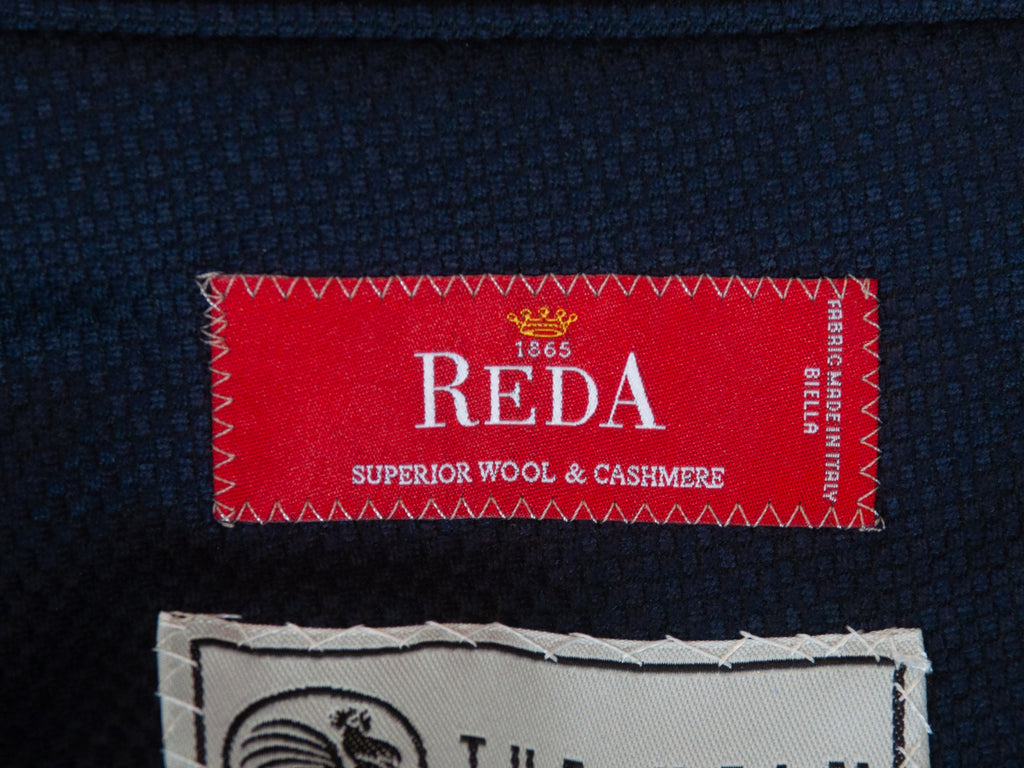 1865
REDA
SUPERIOR WOOL & CASHMERE
FABRIC MADE IN ITALY
BIELLA